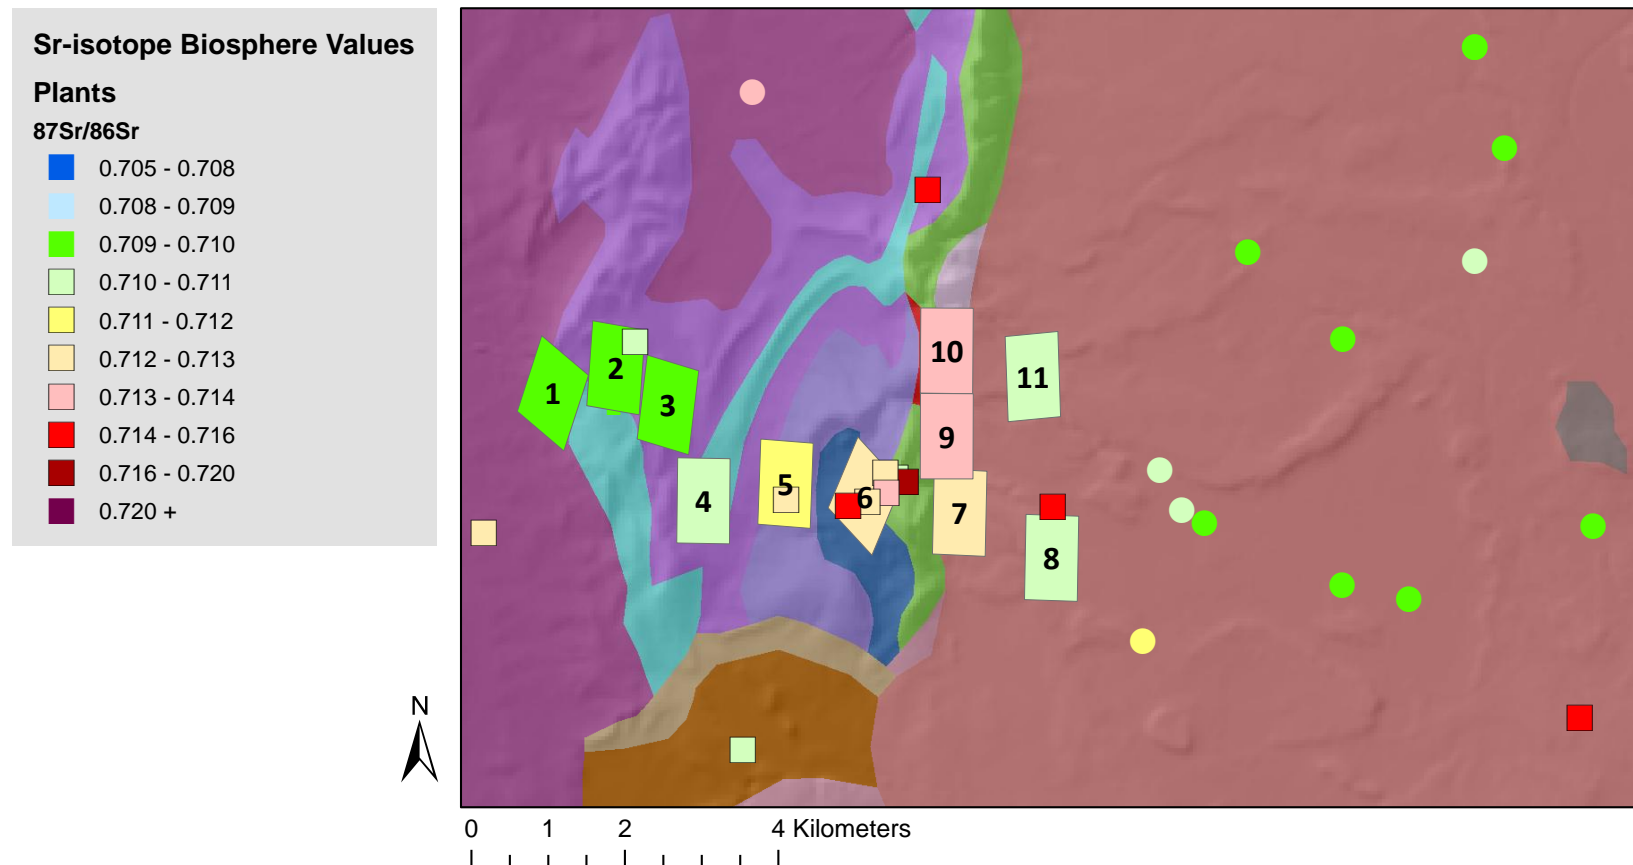 Sr-isotope Biosphere Values
Plants
87Sr/86Sr
0.705 - 0.708
0.708 - 0.709
0.709 - 0.710
0.710 - 0.711
0.711 - 0.712
0.712 - 0.713
0.713 - 0.714
0.714 - 0.716
0.716 - 0.720
0.720 +
1
2
3
4
5
6
7
8
9
10
11
N
0 1 2 4 Kilometers